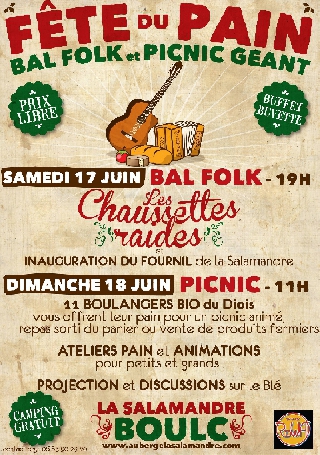 FÊTE DU PAIN
BAL FOLK et PICNIC GÉANT
PRIX
LIBRE
BUFFET
BUVETTE
SAMEDI 17 JUIN BAL FOLK - 19H
Les
Chaussettes
raides
et
INAUGURATION DU FOURNIL de la Salamandre
DIMANCHE 18 JUIN PICNIC - 11H
11 BOULANGERS BIO du Diois
vous offrent leur pain pour un picnic animé
repas sorti du panier ou vente de produits fermiers
ATELIERS PAIN et ANIMATIONS
pour petits et grands
PROJECTION et DISCUSSIONS sur le Blé
CAMPING
GRATUIT
LA SALAMANDRE
BOULC
www.aubergelasalamandre.com